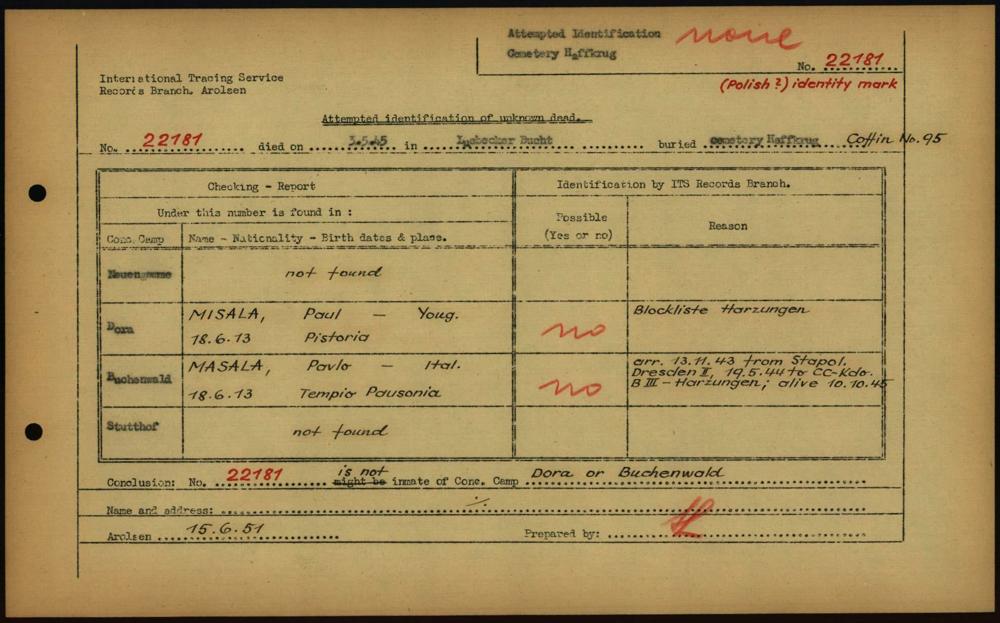 Attempted Identification none
Cemetery Haffkrug
No. 22181
(Polish?) identity mark
International Tracing Service
Records Branch, Arolsen
Attempted identification of unknown dead.
No. 22181 died on 3.5.45 in Luebecker Bucht buried cemetery Haffkrug Coffin No. 95
Checking - Report Identification by ITS Records Branch.
Under this number is found in :
Possible
(Yes or no) Reason
Conc. Camp Name - Nationality - Birth dates & place.
Neuengamme not found
Dora MISALA, Paul - Youg. Blockliste Harzungen
18.6.13 Pistoria no
Buchenwald MASALA, Pavlo - Ital. arr. 13.11.43 from Stapol.
Dresden II, 19.5.44 to CC-Kdo.
18.6.13 Tempio Pausonia no B III - Harzungen; alive 10.10.45
Stutthof not found
Conclusion: No. 22181 is not might be inmate of Conc. Camp Dora or Buchenwald
Name and address: ./.
Arolsen 15.6.51 Prepared by: